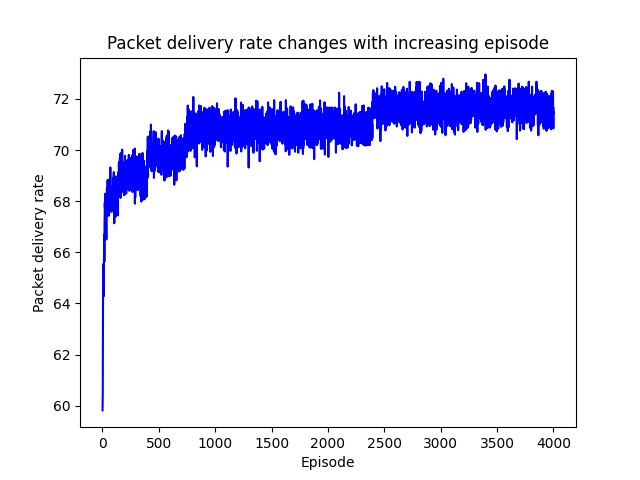 Packet delivery rate changes with increasing episode
72
70
68
66
64
62
60
Packet delivery rate
0 500 1000 1500 2000 2500 3000 3500 4000
Episode